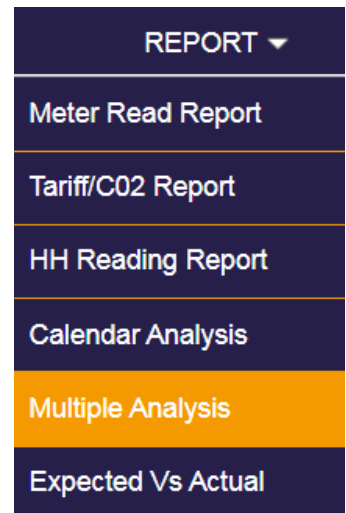 REPORT
Meter Read Report
Tariff/C02 Report
HH Reading Report
Calendar Analysis
Multiple Analysis
Expected Vs Actual